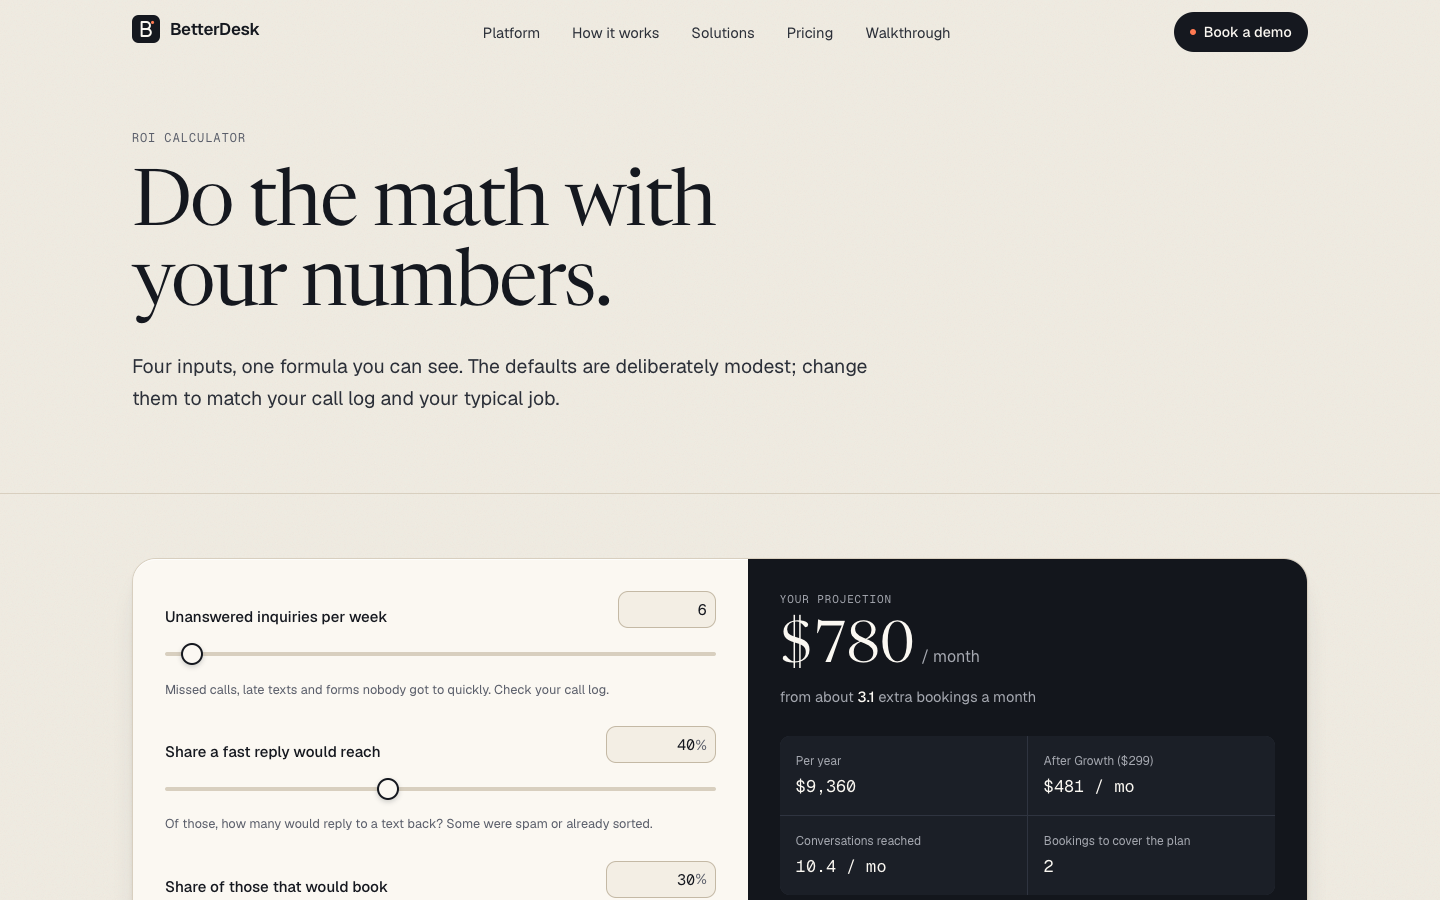 BetterDesk
Platform
How it works
Solutions
Pricing
Walkthrough
Book a demo
ROI CALCULATOR
Do the math with
your numbers.
Four inputs, one formula you can see. The defaults are deliberately modest; change
them to match your call log and your typical job.
Unanswered inquiries per week
6
Missed calls, late texts and forms nobody got to quickly. Check your call log.
Share a fast reply would reach
40%
Of those, how many would reply to a text back? Some were spam or already sorted.
Share of those that would book
30%
YOUR PROJECTION
$780 / month
from about 3.1 extra bookings a month
Per year
$9,360
After Growth ($299)
$481 / mo
Conversations reached
10.4 / mo
Bookings to cover the plan
2